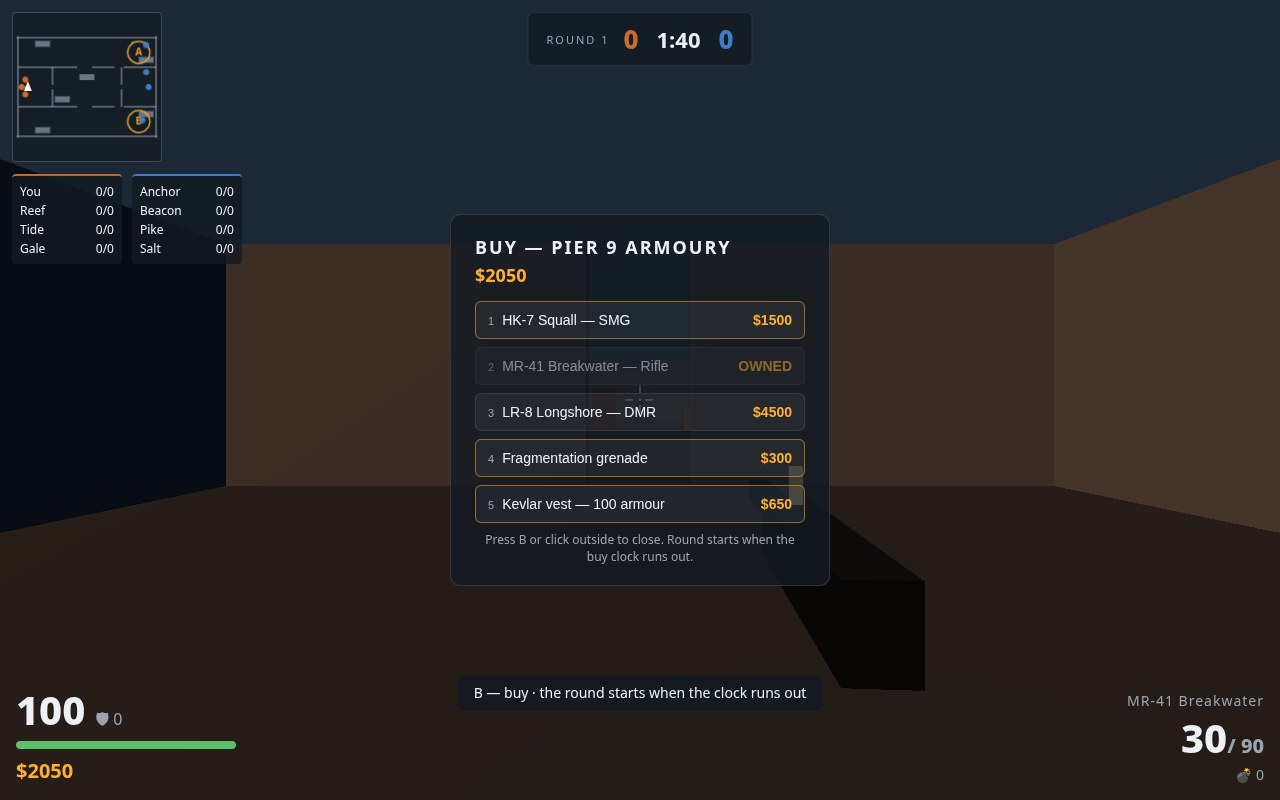 ROUND 1 0 1:40 0
A
B
You 0/0
Reef 0/0
Tide 0/0
Gale 0/0
Anchor 0/0
Beacon 0/0
Pike 0/0
Salt 0/0
BUY — PIER 9 ARMOURY
$2050
1 HK-7 Squall — SMG $1500
2 MR-41 Breakwater — Rifle OWNED
3 LR-8 Longshore — DMR $4500
4 Fragmentation grenade $300
5 Kevlar vest — 100 armour $650
Press B or click outside to close. Round starts when the
buy clock runs out.
B — buy · the round starts when the clock runs out
100 0
$2050
MR-41 Breakwater
30 / 90
0